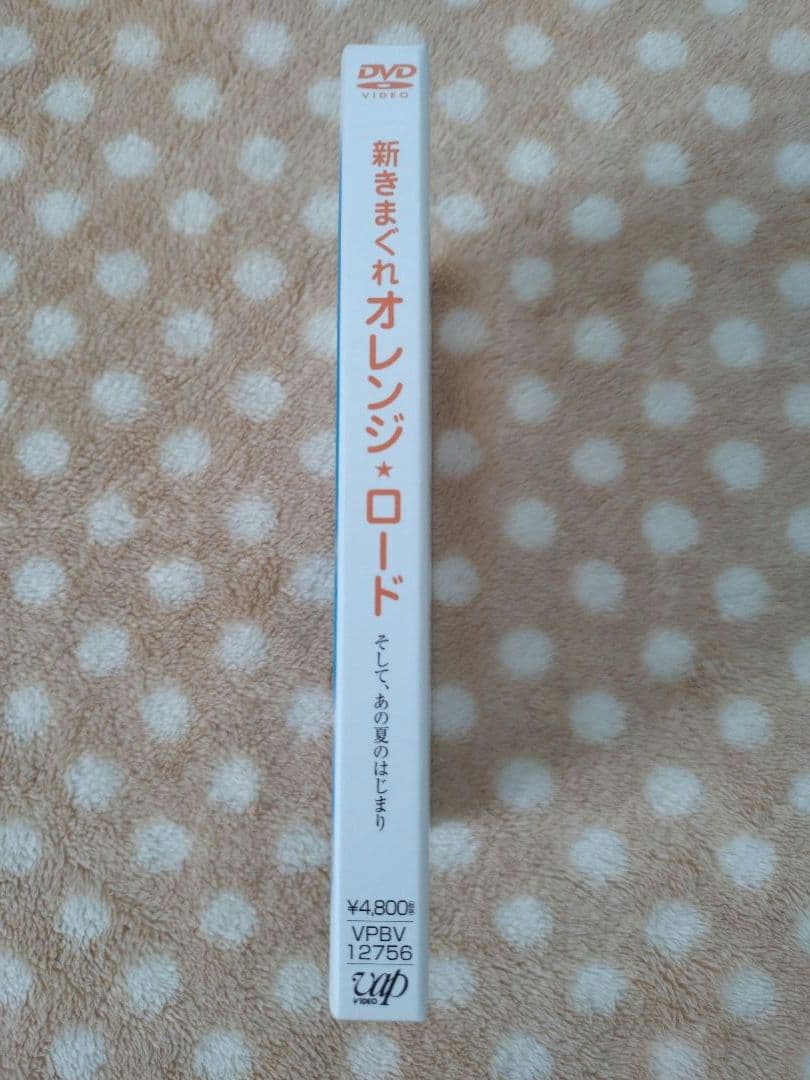 DVD
VIDEO
新きまぐれオレンジ★ロード
そして、あの夏のはじまり
¥4,800
VPBV
12756
vap
VIDEO